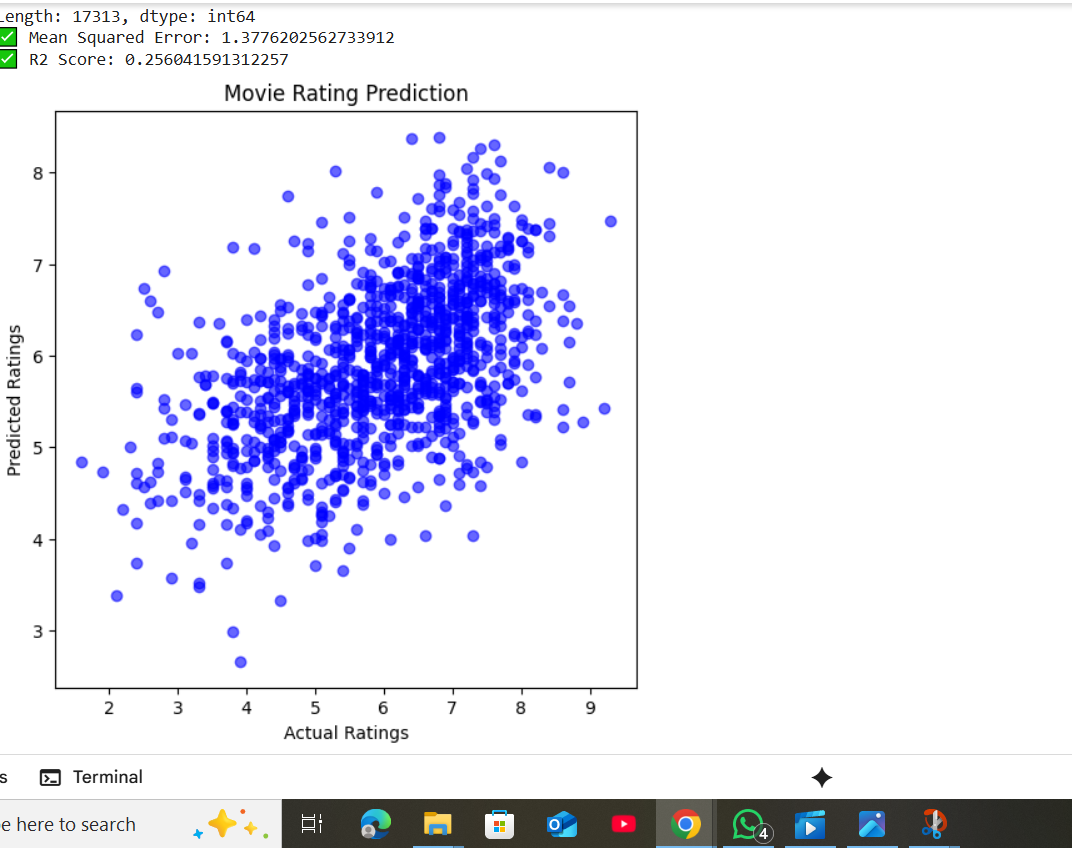 Length: 17313, dtype: int64
Mean Squared Error: 1.3776202562733912
R2 Score: 0.256041591312257
Movie Rating Prediction
8
7
6
5
4
3
Predicted Ratings
2 3 4 5 6 7 8 9
Actual Ratings
s Terminal
e here to search
4